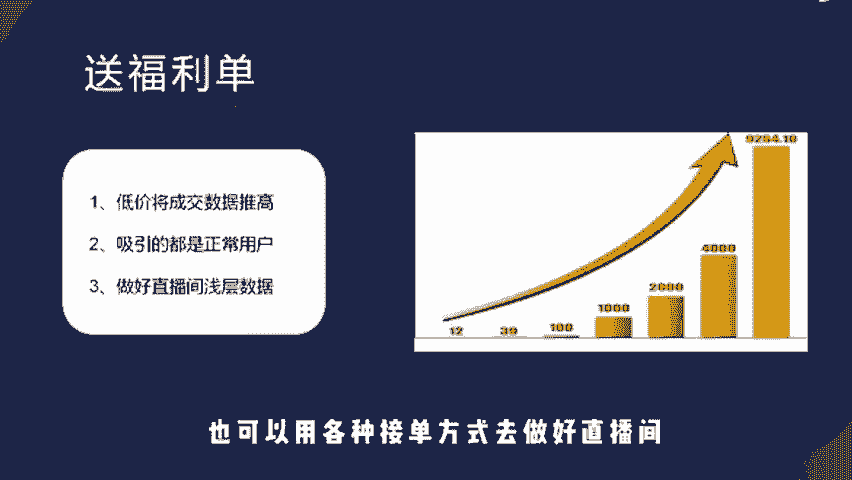 送福利单
1、低价将成交数据推高
2、吸引的都是正常用户
3、做好直播间浅层数据
12
39
100
1000
2000
4000
9284.10
也可以用各种接单方式去做好直播间